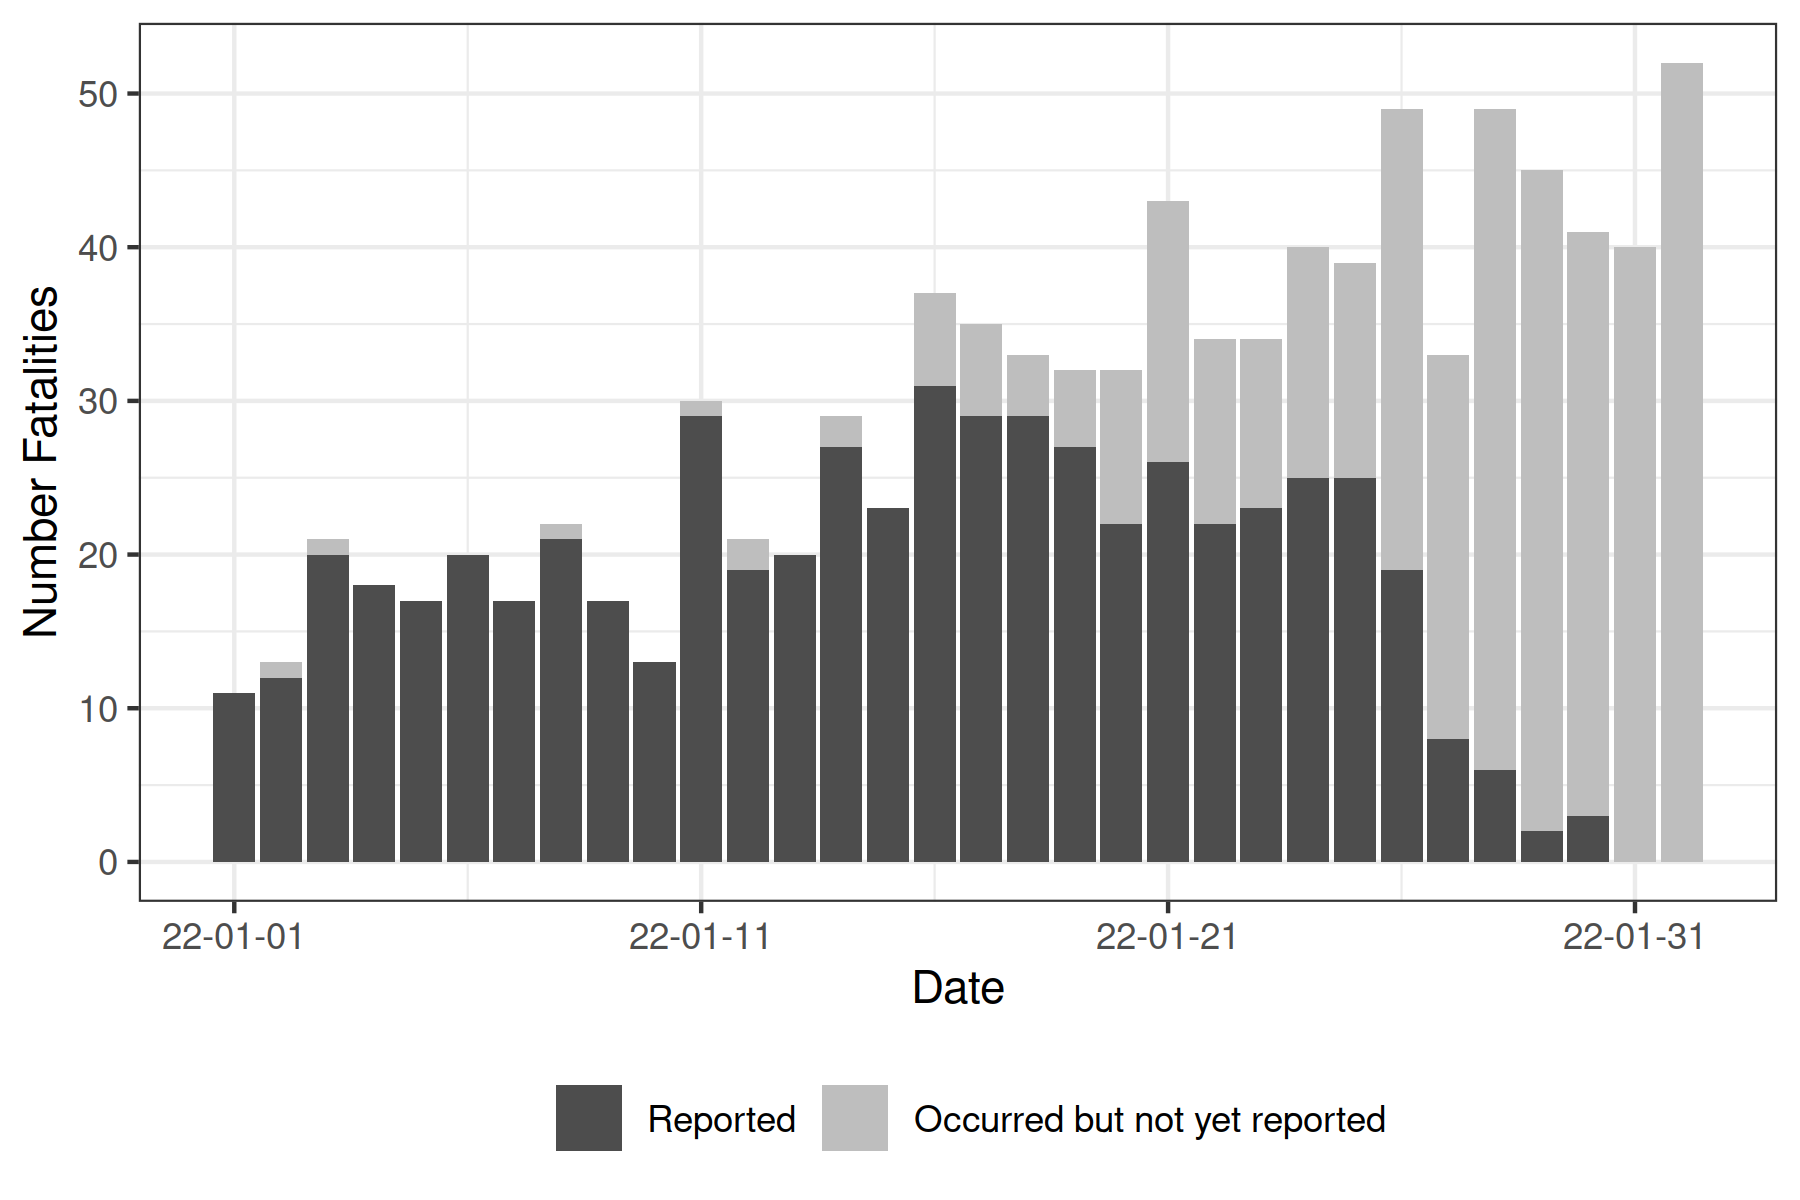 Number Fatalities
50
40
30
20
10
0
22-01-01 22-01-11 22-01-21 22-01-31
Date
Reported Occurred but not yet reported